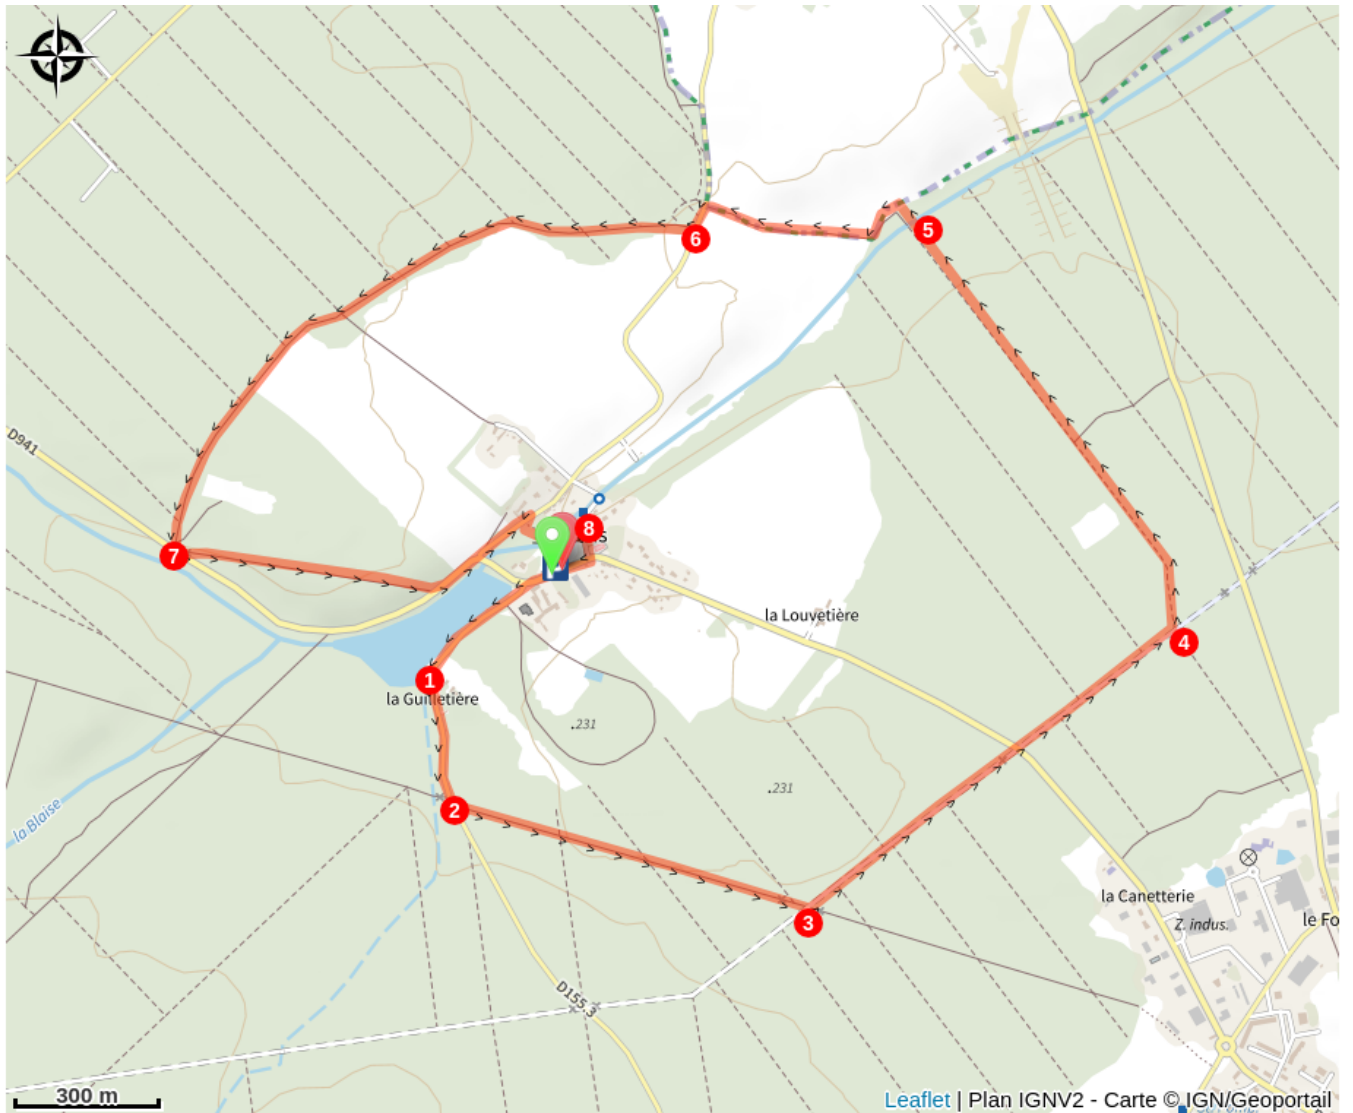 6
5
D941
8
7
la Louvetière
4
1
la Guilletière
.231
.231
2
la Blaise
la Canetterie
3
Z. indus.
le Fo
D155.3
300 m
Leaflet | Plan IGNV2 - Carte © IGN/Geoportail